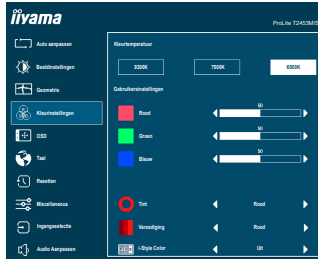 iiyama
ProLite T2453MIS
Auto aanpassen
Beeldinstellingen
Geometrie
Kleurinstellingen
OSD
Taal
Resetten
Miscellaneous
Ingangsselectie
Audio Aanpassen
Kleurtemperatuur
9300K 7500K 6500K
Gebruikersinstellingen
Rood 50
Groen 50
Blauw 50
Tint Rood
Verzadiging Rood
i-Style Color Uit